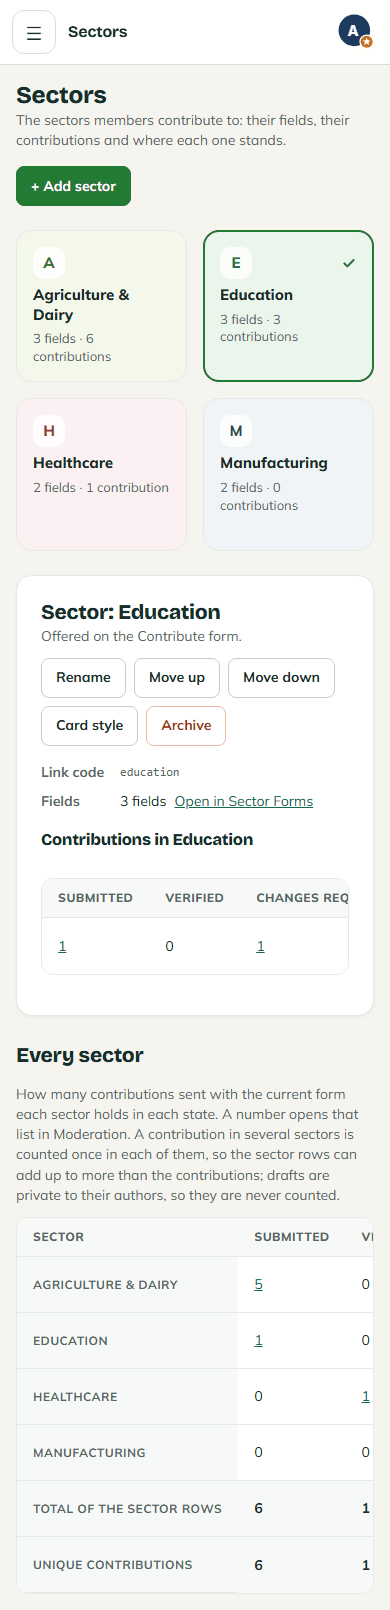 ☰ Sectors A
Sectors
The sectors members contribute to: their fields, their
contributions and where each one stands.
+ Add sector
A
Agriculture &
Dairy
3 fields · 6
contributions
E
Education
3 fields · 3
contributions
H
Healthcare
2 fields · 1 contribution
M
Manufacturing
2 fields · 0
contributions
Sector: Education
Offered on the Contribute form.
Rename Move up Move down
Card style Archive
Link code education
Fields 3 fields Open in Sector Forms
Contributions in Education
SUBMITTED VERIFIED CHANGES REQ
1 0 1
Every sector
How many contributions sent with the current form
each sector holds in each state. A number opens that
list in Moderation. A contribution in several sectors is
counted once in each of them, so the sector rows can
add up to more than the contributions; drafts are
private to their authors, so they are never counted.
SECTOR SUBMITTED
AGRICULTURE & DAIRY 5 0
EDUCATION 1 0
HEALTHCARE 0 1
MANUFACTURING 0 0
TOTAL OF THE SECTOR ROWS 6 1
UNIQUE CONTRIBUTIONS 6 1